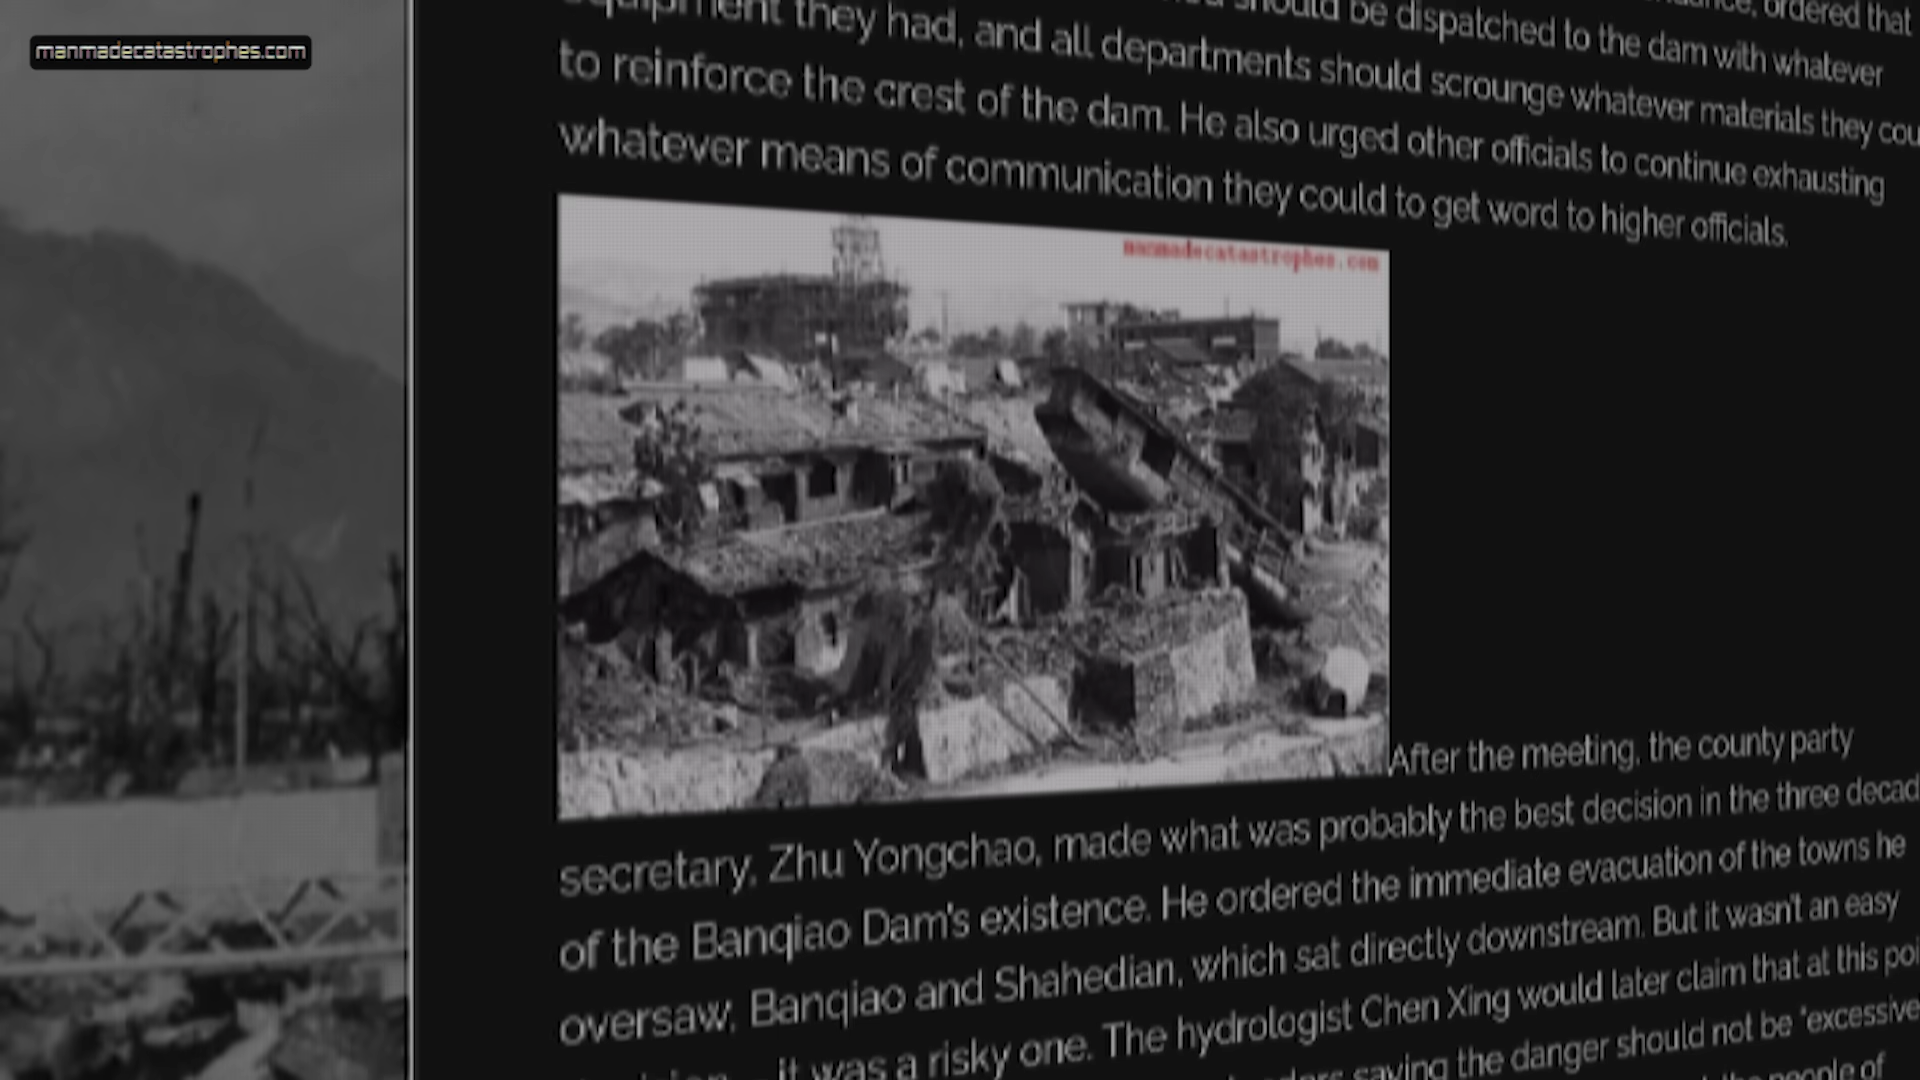 manmadecatastrophes.com
should be dispatched to the dam with whatever
ordered that
equipment they had, and all departments should scrounge whatever materials they cou
to reinforce the crest of the dam. He also urged other officials to continue exhausting
whatever means of communication they could to get word to higher officials.
manmadecatastrophes.com
After the meeting, the county party
secretary, Zhu Yongchao, made what was probably the best decision in the three decad
of the Banqiao Dam's existence. He ordered the immediate evacuation of the towns he
oversaw, Banqiao and Shahedian, which sat directly downstream. But it wasn't an easy
it was a risky one. The hydrologist Chen Xing would later claim that at this poi
saying the danger should not be "excessive
the people of